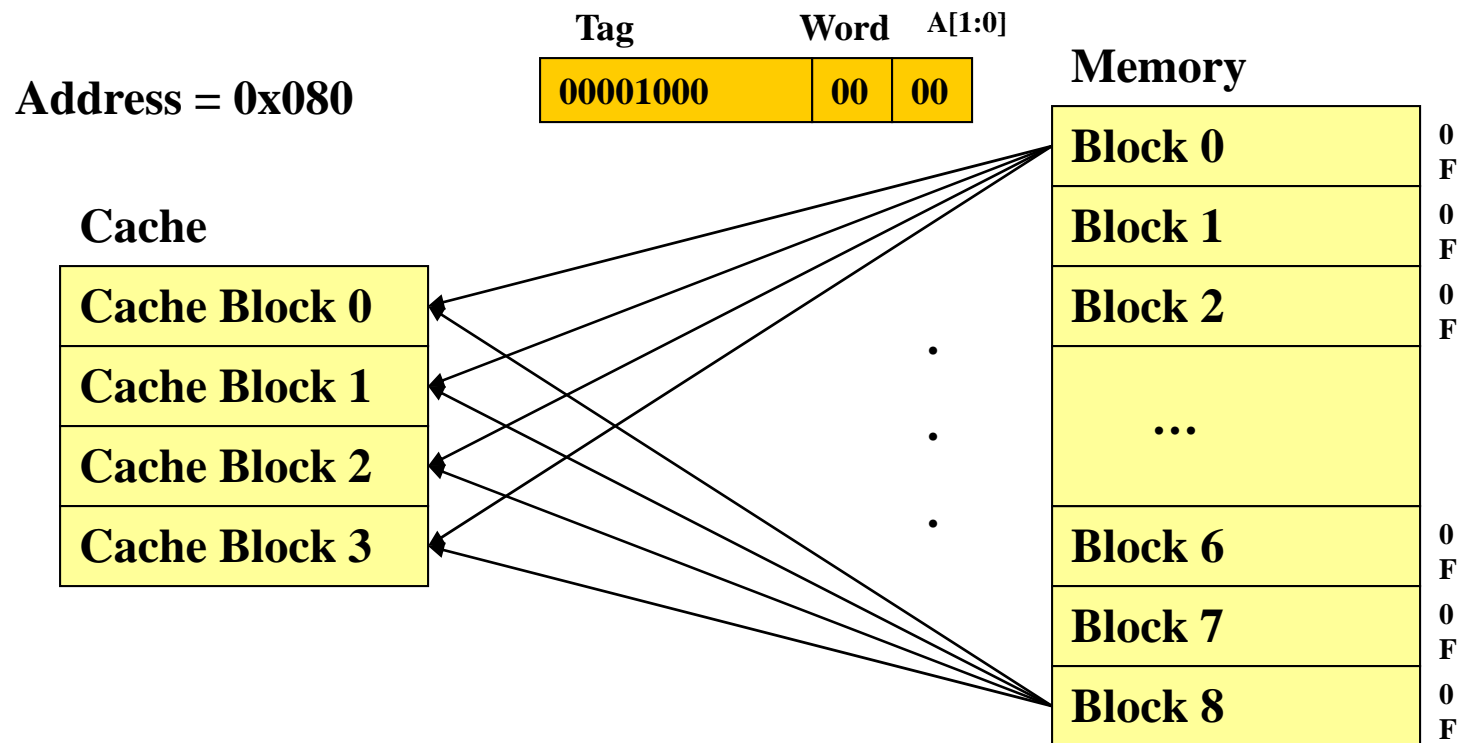 Tag Word A[1:0]
Address = 0x080
00001000 00 00
Memory
Cache
Cache Block 0
Cache Block 1
Cache Block 2
Cache Block 3
.
.
.
Block 0
0
F
Block 1
0
F
Block 2
0
F
...
Block 6
0
F
Block 7
0
F
Block 8
0
F